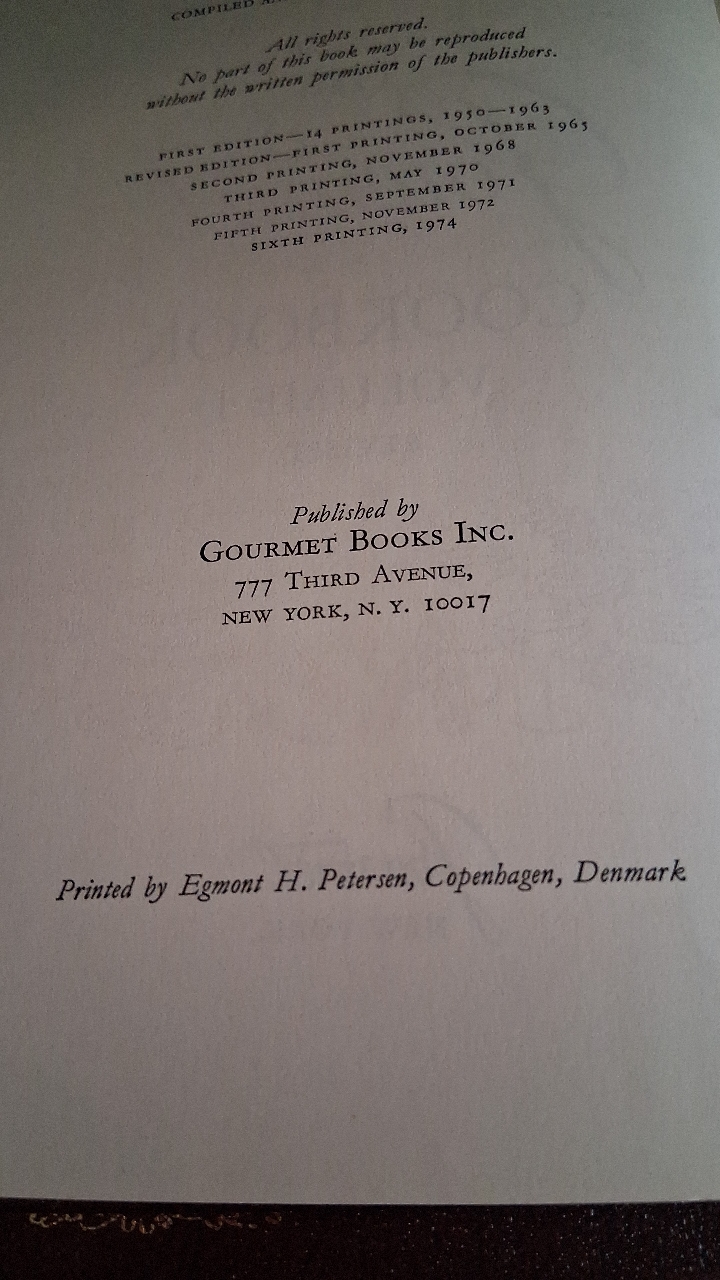 COMPILED
All rights reserved.
No part of this book may be reproduced
without the written permission of the publishers.
FIRST EDITION—14 PRINTINGS, 1950—1963
REVISED EDITION—FIRST PRINTING, OCTOBER 1965
SECOND PRINTING, NOVEMBER 1968
THIRD PRINTING, MAY 1970
FOURTH PRINTING, SEPTEMBER 1971
FIFTH PRINTING, NOVEMBER 1972
SIXTH PRINTING, 1974
Published by
GOURMET BOOKS INC.
777 THIRD AVENUE,
NEW YORK, N. Y. 10017
Printed by Egmont H. Petersen, Copenhagen, Denmark